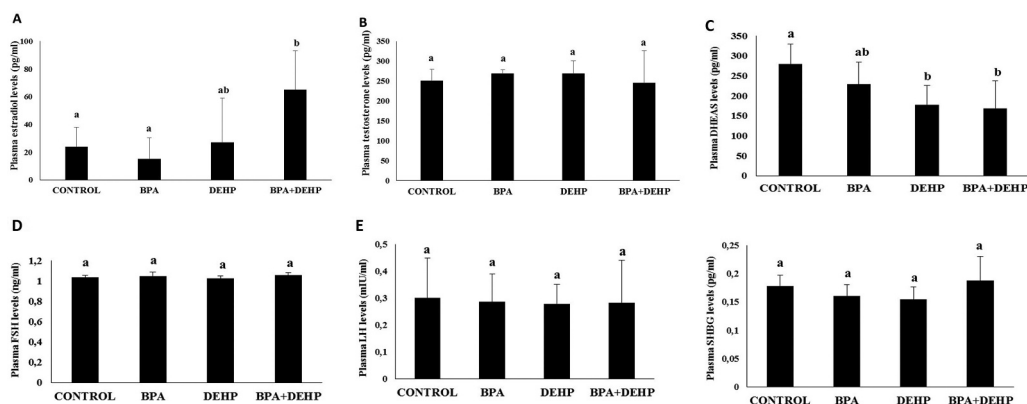 A
Plasma estradiol levels (pg/ml)
100
80
60
40
20
0
a
a
ab
b
CONTROL BPA DEHP BPA+DEHP
B
Plasma testosterone levels (pg/ml)
350
300
250
200
150
100
50
0
a
a
a
a
CONTROL BPA DEHP BPA+DEHP
C
Plasma DHEAS levels (pg/ml)
350
300
250
200
150
100
50
0
a
ab
b
b
CONTROL BPA DEHP BPA+DEHP
D
Plasma FSH levels (ng/ml)
1,2
1
0,8
0,6
0,4
0,2
0
a
a
a
a
CONTROL BPA DEHP BPA+DEHP
E
Plasma LH levels (mIU/ml)
0,5
0,4
0,3
0,2
0,1
0
a
a
a
a
CONTROL BPA DEHP BPA+DEHP
Plasma SHBG levels (pg/ml)
0,25
0,2
0,15
0,1
0,05
0
a
a
a
a
CONTROL BPA DEHP BPA+DEHP